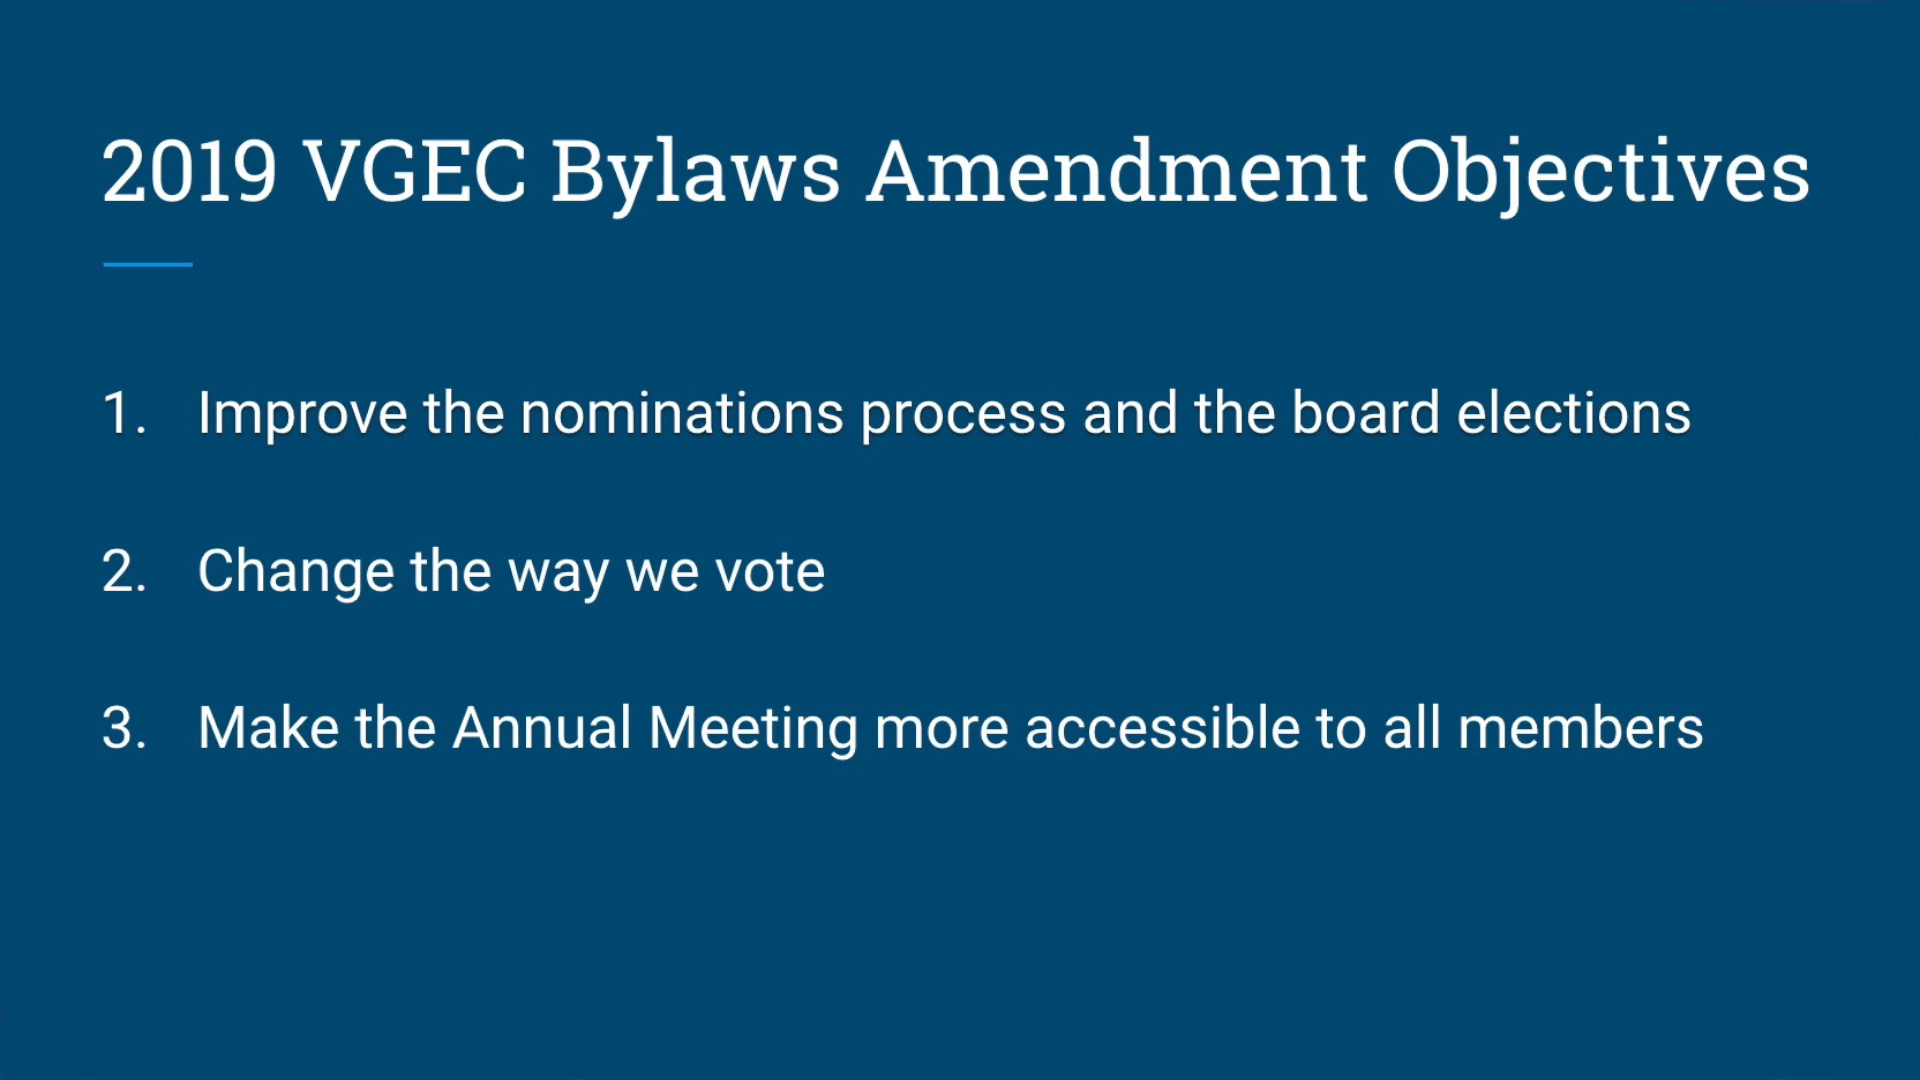 2019 VGEC Bylaws Amendment Objectives
1. Improve the nominations process and the board elections
2. Change the way we vote
3. Make the Annual Meeting more accessible to all members